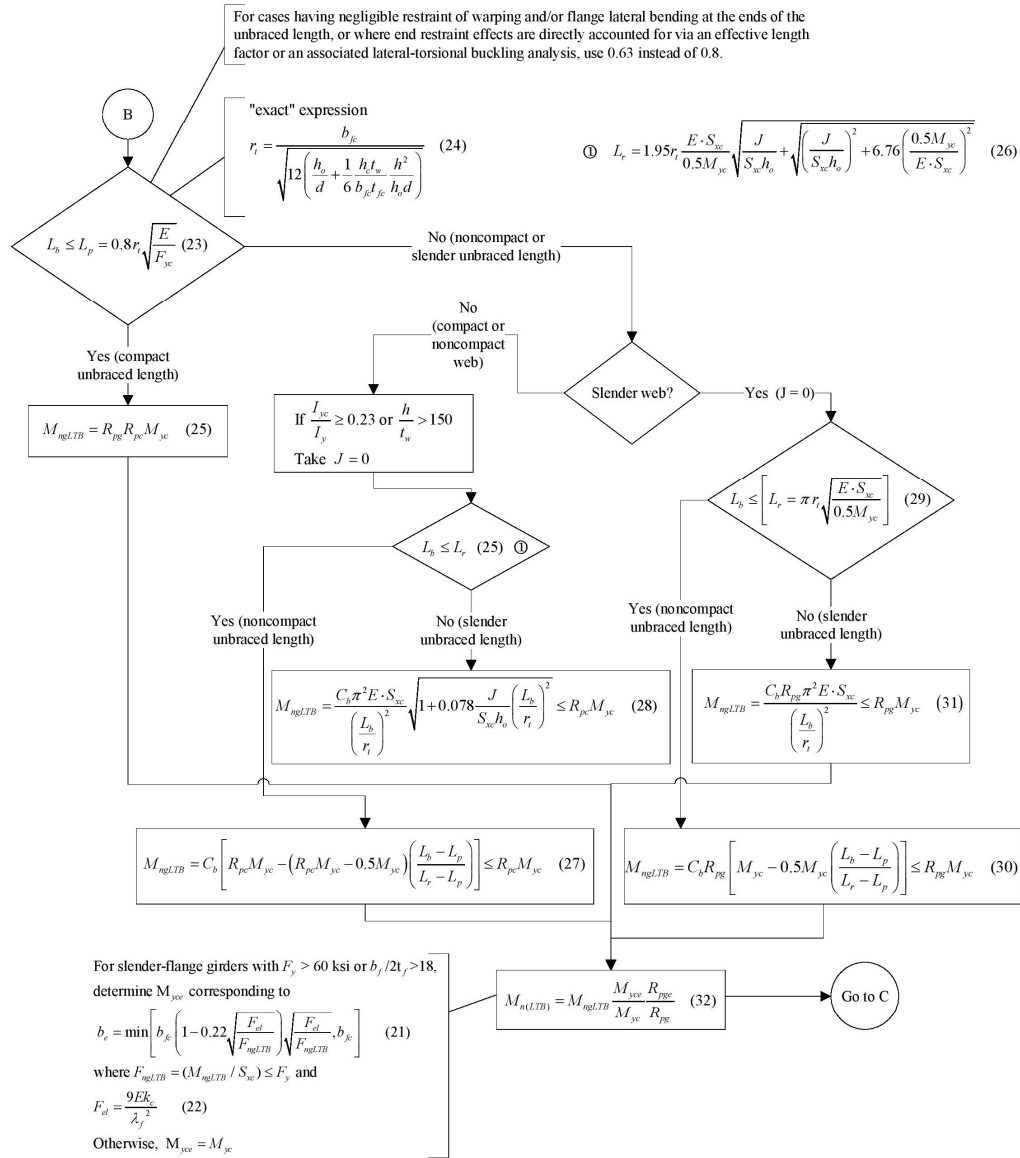 For cases having negligible restraint of warping and/or flange lateral bending at the ends of the
unbraced length, or where end restraint effects are directly accounted for via an effective length
factor or an associated lateral-torsional buckling analysis, use 0.63 instead of 0.8.
B
"exact" expression
r_t = b_fc / √(12(h_o/d + (1/6)(h_c t_w / b_fc t_fc)(h²/h_o d))) (24)
① L_r = 1.95 r_t (E·S_xc / 0.5M_yc) √(J/(S_xc h_o) + √((J/(S_xc h_o))² + 6.76(0.5M_yc / E·S_xc)²)) (26)
L_b ≤ L_p = 0.8 r_t √(E/F_yc) (23)
No (noncompact or
slender unbraced length)
No
(compact or
noncompact
web)
Yes (compact
unbraced length)
Slender web?
Yes (J = 0)
M_ngLTB = R_pg R_pc M_yc (25)
If I_yc/I_y ≥ 0.23 or h/t_w > 150
Take J = 0
L_b ≤ [L_r = π r_t √(E·S_xc / 0.5M_yc)] (29)
L_b ≤ L_r (25) ①
Yes (noncompact
unbraced length)
No (slender
unbraced length)
Yes (noncompact
unbraced length)
No (slender
unbraced length)
M_ngLTB = (C_b π² E·S_xc / (L_b/r_t)²) √(1 + 0.078 (J/(S_xc h_o)) (L_b/r_t)²) ≤ R_pc M_yc (28)
M_ngLTB = C_b R_pg π² E·S_xc / (L_b/r_t)² ≤ R_pg M_yc (31)
M_ngLTB = C_b [R_pc M_yc − (R_pc M_yc − 0.5M_yc)((L_b − L_p)/(L_r − L_p))] ≤ R_pc M_yc (27)
M_ngLTB = C_b R_pg [M_yc − 0.5M_yc ((L_b − L_p)/(L_r − L_p))] ≤ R_pg M_yc (30)
For slender-flange girders with F_y > 60 ksi or b_f/2t_f >18,
determine M_yce corresponding to
b_e = min[b_fc (1 − 0.22 √(F_el/F_ngLTB)) √(F_el/F_ngLTB), b_fc] (21)
where F_ngLTB = (M_ngLTB / S_xc) ≤ F_y and
F_el = 9Ek_c / λ_f² (22)
Otherwise, M_yce = M_yc
M_n(LTB) = M_ngLTB (M_yce/M_yc)(R_pge/R_pg) (32)
Go to C